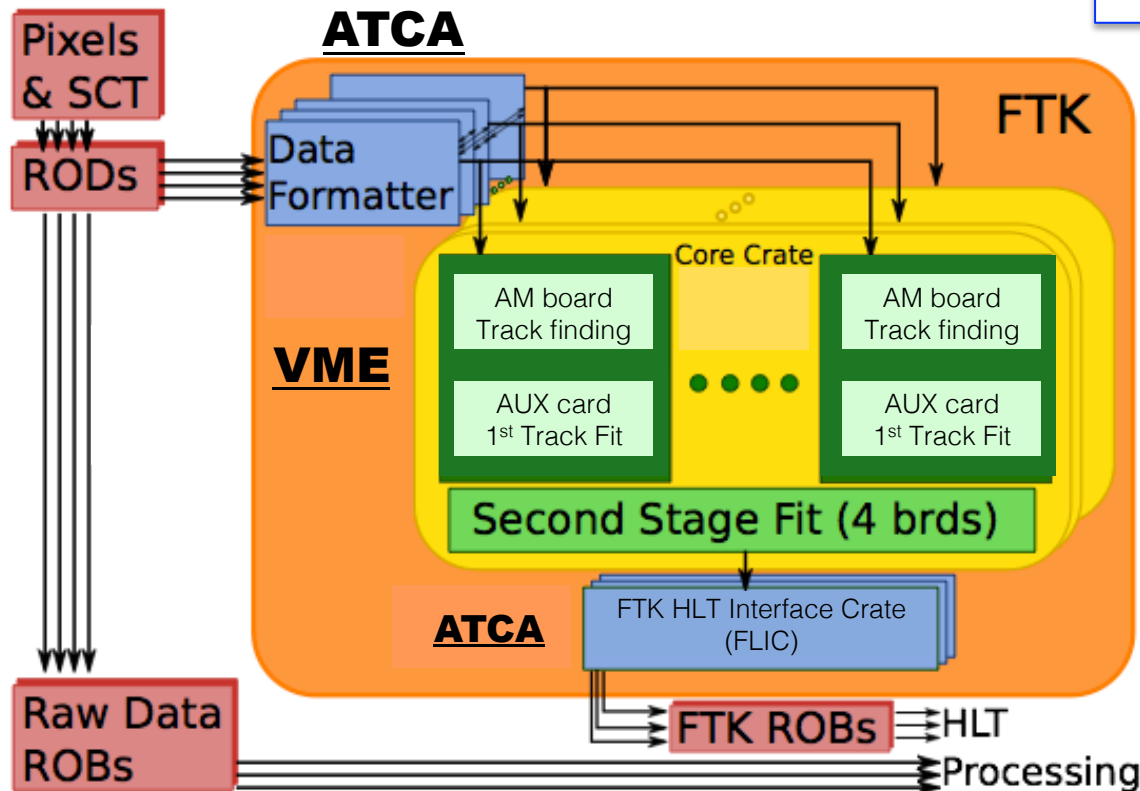 ATCA
Pixels
& SCT
RODs
Data
Formatter
FTK
Core Crate
AM board
Track finding
AUX card
1st Track Fit
AM board
Track finding
AUX card
1st Track Fit
VME
Second Stage Fit (4 brds)
ATCA
FTK HLT Interface Crate
(FLIC)
Raw Data
ROBs
FTK ROBs
HLT
Processing